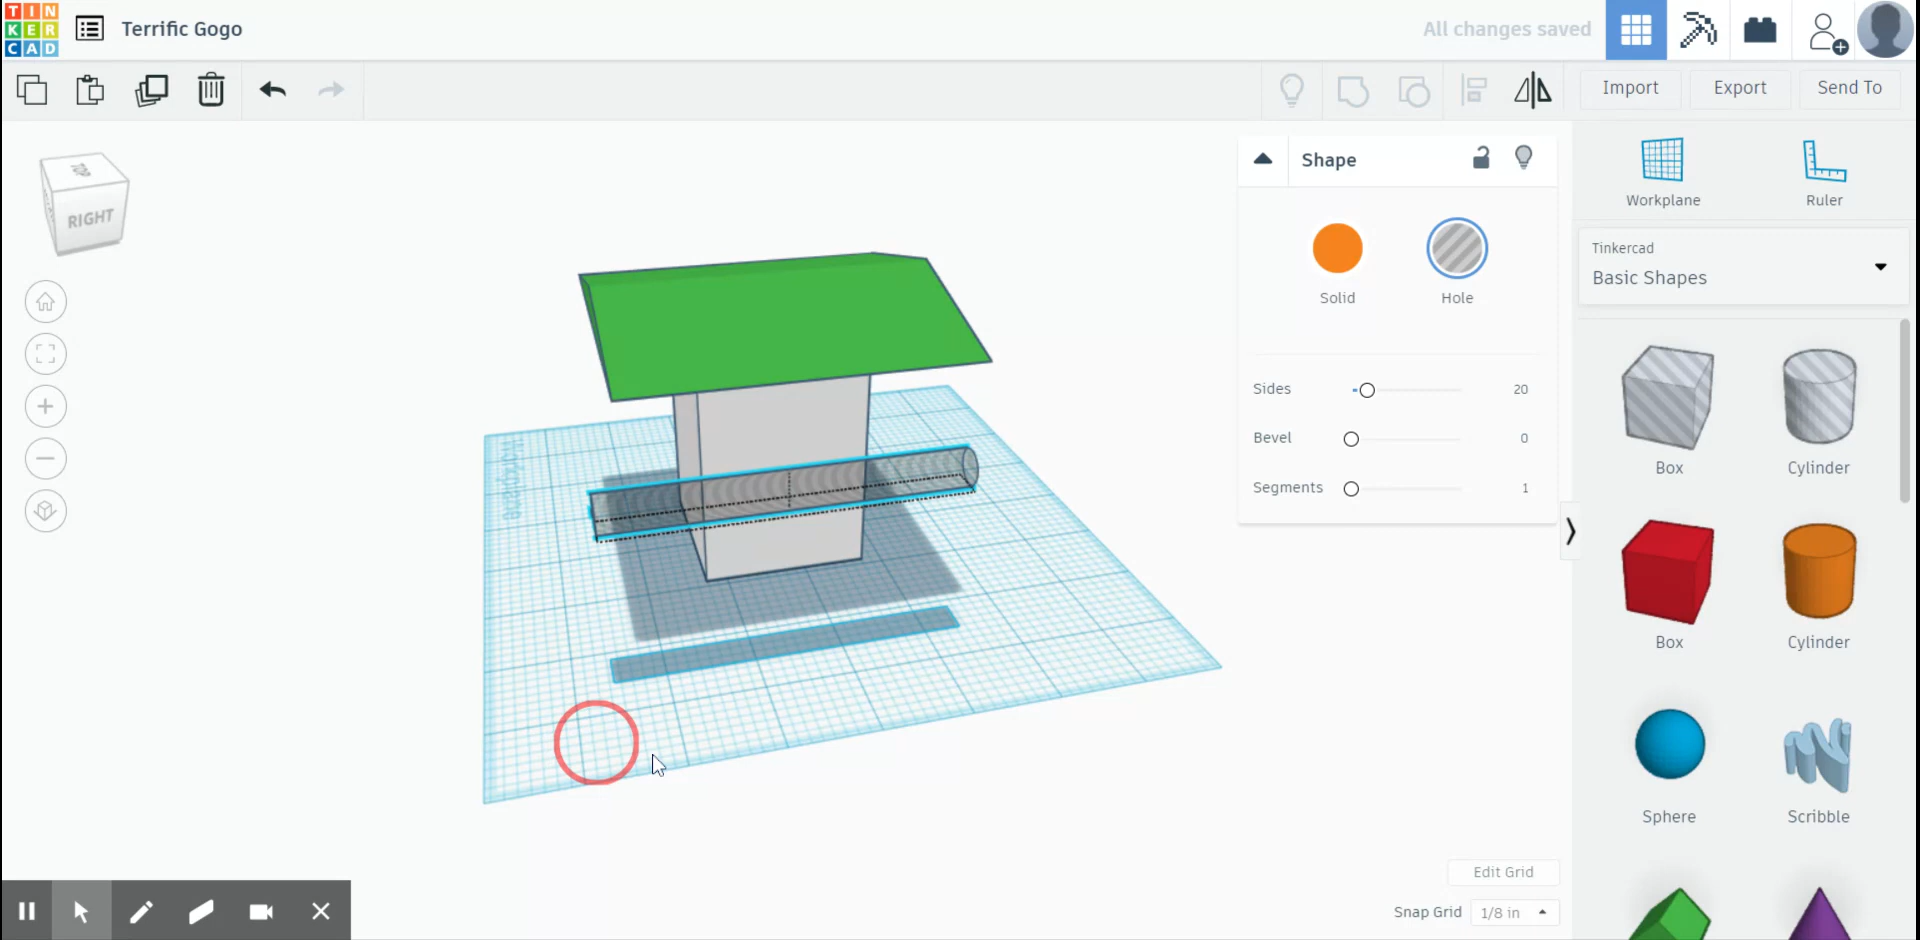 TIN
KER
CAD
Terrific Gogo
All changes saved
Import
Export
Send To
RIGHT
Shape
Solid
Hole
Sides
20
Bevel
0
Segments
1
Workplane
Ruler
Tinkercad
Basic Shapes
Box
Cylinder
Box
Cylinder
Sphere
Scribble
Workplane
Edit Grid
Snap Grid
1/8 in